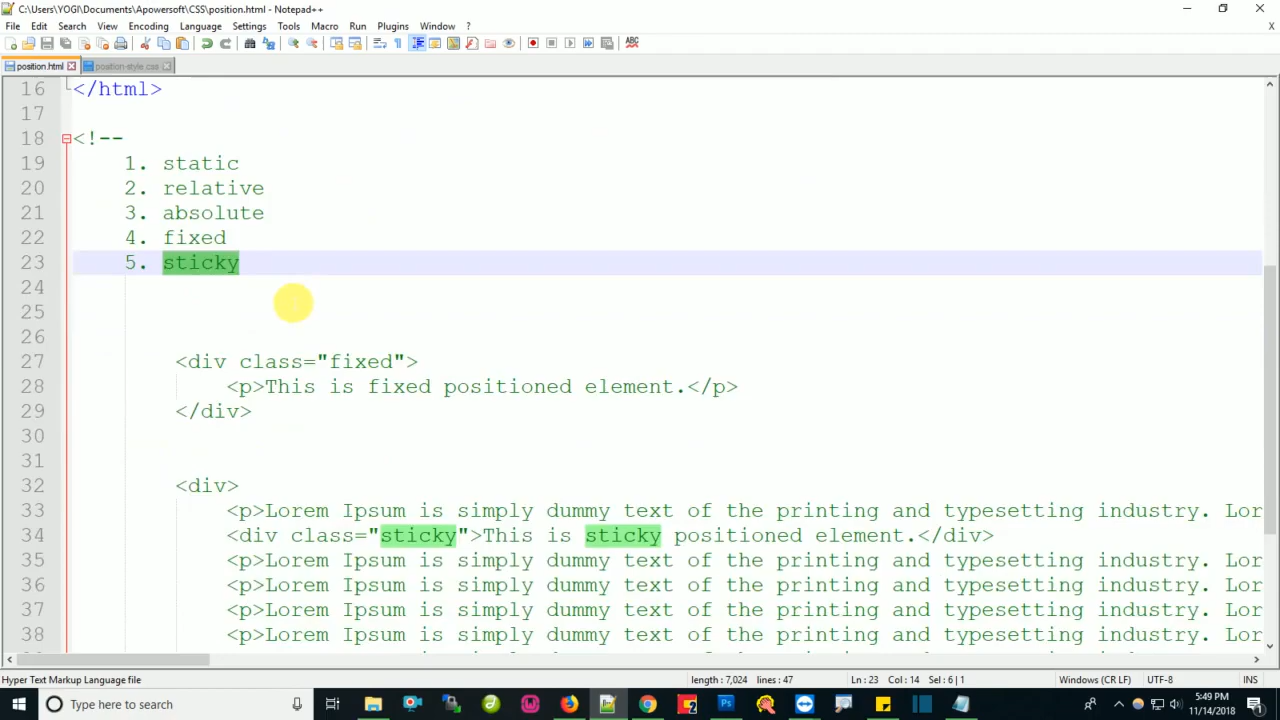 C:\Users\YOGI\Documents\Apowersoft\CSS\position.html - Notepad++
File Edit Search View Encoding Language Settings Tools Macro Run Plugins Window ? X
position.html position-style.css
16 </html>
17
18 <!--
19 1. static
20 2. relative
21 3. absolute
22 4. fixed
23 5. sticky
24
25
26
27 <div class="fixed">
28 <p>This is fixed positioned element.</p>
29 </div>
30
31
32 <div>
33 <p>Lorem Ipsum is simply dummy text of the printing and typesetting industry. Lor
34 <div class="sticky">This is sticky positioned element.</div>
35 <p>Lorem Ipsum is simply dummy text of the printing and typesetting industry. Lor
36 <p>Lorem Ipsum is simply dummy text of the printing and typesetting industry. Lor
37 <p>Lorem Ipsum is simply dummy text of the printing and typesetting industry. Lor
38 <p>Lorem Ipsum is simply dummy text of the printing and typesetting industry. Lor
Hyper Text Markup Language file length : 7,024 lines : 47 Ln : 23 Col : 14 Sel : 6 | 1 Windows (CR LF) UTF-8 INS
Type here to search
5:49 PM
11/14/2018